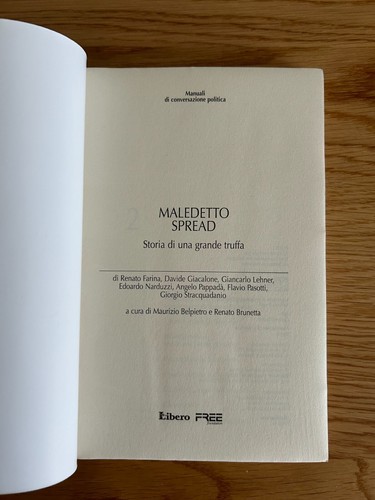 Manuali
di conversazione politica
MALEDETTO
SPREAD
Storia di una grande truffa
di Renato Farina, Davide Giacalone, Giancarlo Lehner,
Edoardo Narduzzi, Angelo Pappadà, Flavio Pasotti,
Giorgio Stracquadanio
a cura di Maurizio Belpietro e Renato Brunetta
Libero FREE